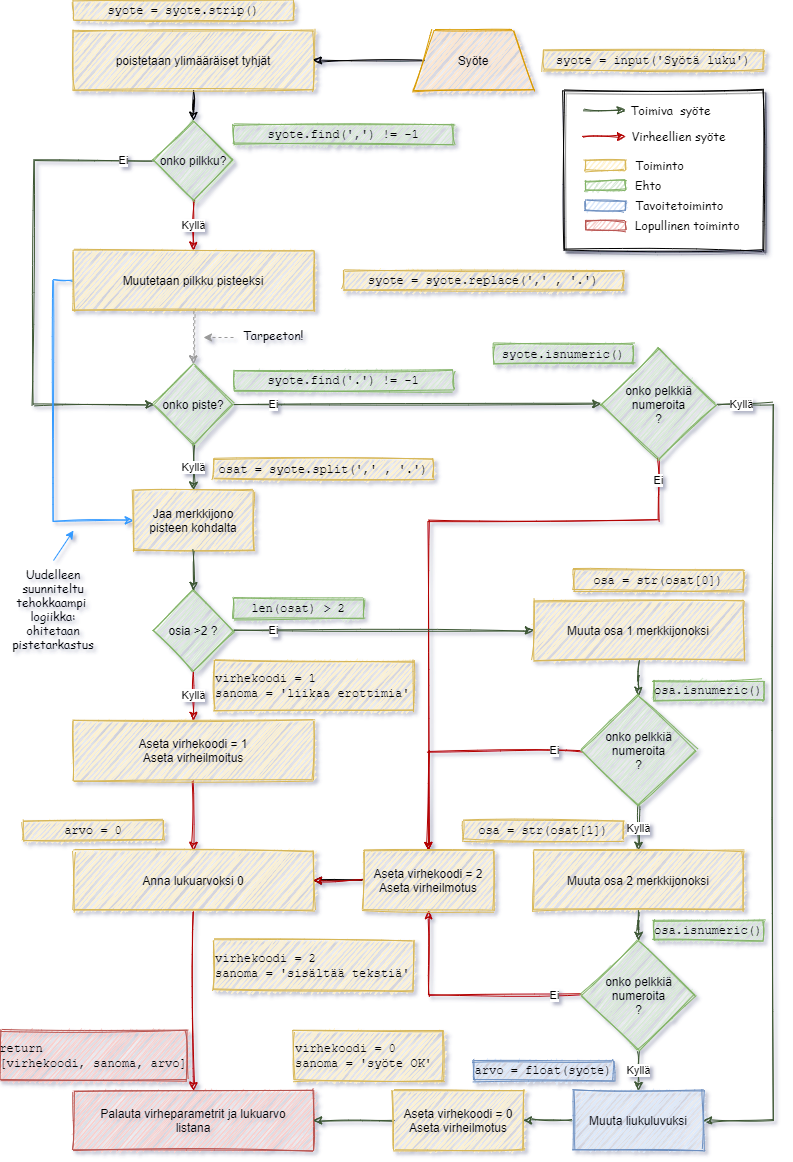 syote = syote.strip()
poistetaan ylimääräiset tyhjät
Syöte
syote = input('Syötä luku')
onko pilkku?
syote.find(',') != -1
Ei
Kyllä
Toimiva syöte
Virheellien syöte
Toiminto
Ehto
Tavoitetoiminto
Lopullinen toiminto
Muutetaan pilkku pisteeksi
syote = syote.replace(',' , '.')
Tarpeeton!
onko piste?
syote.find('.') != -1
Ei
Kyllä
syote.isnumeric()
onko pelkkiä
numeroita
?
Kyllä
Ei
osat = syote.split(',' , '.')
Jaa merkkijono
pisteen kohdalta
Uudelleen
suunniteltu
tehokkaampi
logiikka:
ohitetaan
pistetarkastus
osia >2 ?
len(osat) > 2
Ei
Kyllä
osa = str(osat[0])
Muuta osa 1 merkkijonoksi
virhekoodi = 1
sanoma = 'liikaa erottimia'
osa.isnumeric()
Aseta virhekoodi = 1
Aseta virheilmoitus
onko pelkkiä
numeroita
?
Ei
Kyllä
arvo = 0
osa = str(osat[1])
Anna lukuarvoksi 0
Aseta virhekoodi = 2
Aseta virheilmotus
Muuta osa 2 merkkijonoksi
osa.isnumeric()
virhekoodi = 2
sanoma = 'sisältää tekstiä'
onko pelkkiä
numeroita
?
Ei
Kyllä
return
[virhekoodi, sanoma, arvo]
virhekoodi = 0
sanoma = 'syöte OK'
arvo = float(syote)
Palauta virheparametrit ja lukuarvo
listana
Aseta virhekoodi = 0
Aseta virheilmotus
Muuta liukuluvuksi